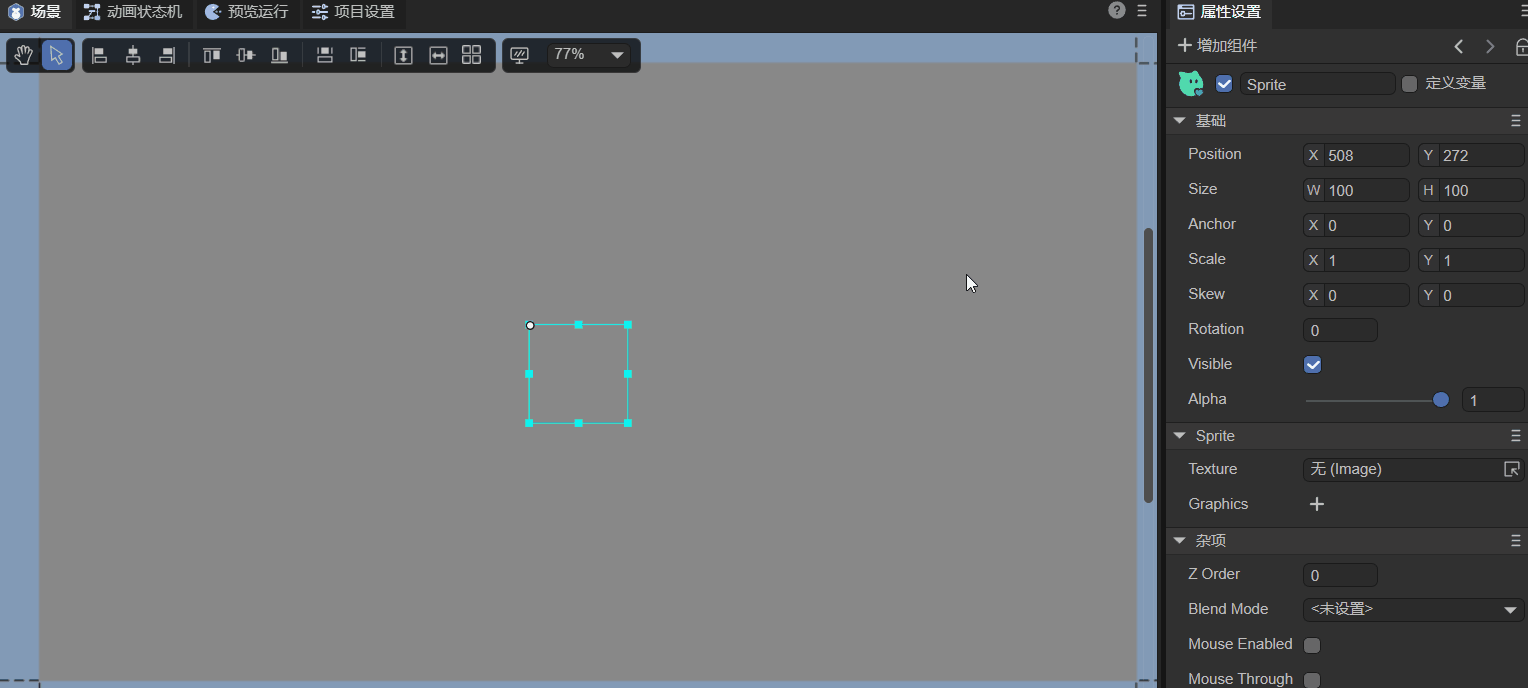 场景 动画状态机 预览运行 项目设置 ? 属性设置
增加组件
77%
Sprite 定义变量
基础
Position X 508 Y 272
Size W 100 H 100
Anchor X 0 Y 0
Scale X 1 Y 1
Skew X 0 Y 0
Rotation 0
Visible
Alpha 1
Sprite
Texture 无 (Image)
Graphics
杂项
Z Order 0
Blend Mode <未设置>
Mouse Enabled
Mouse Through